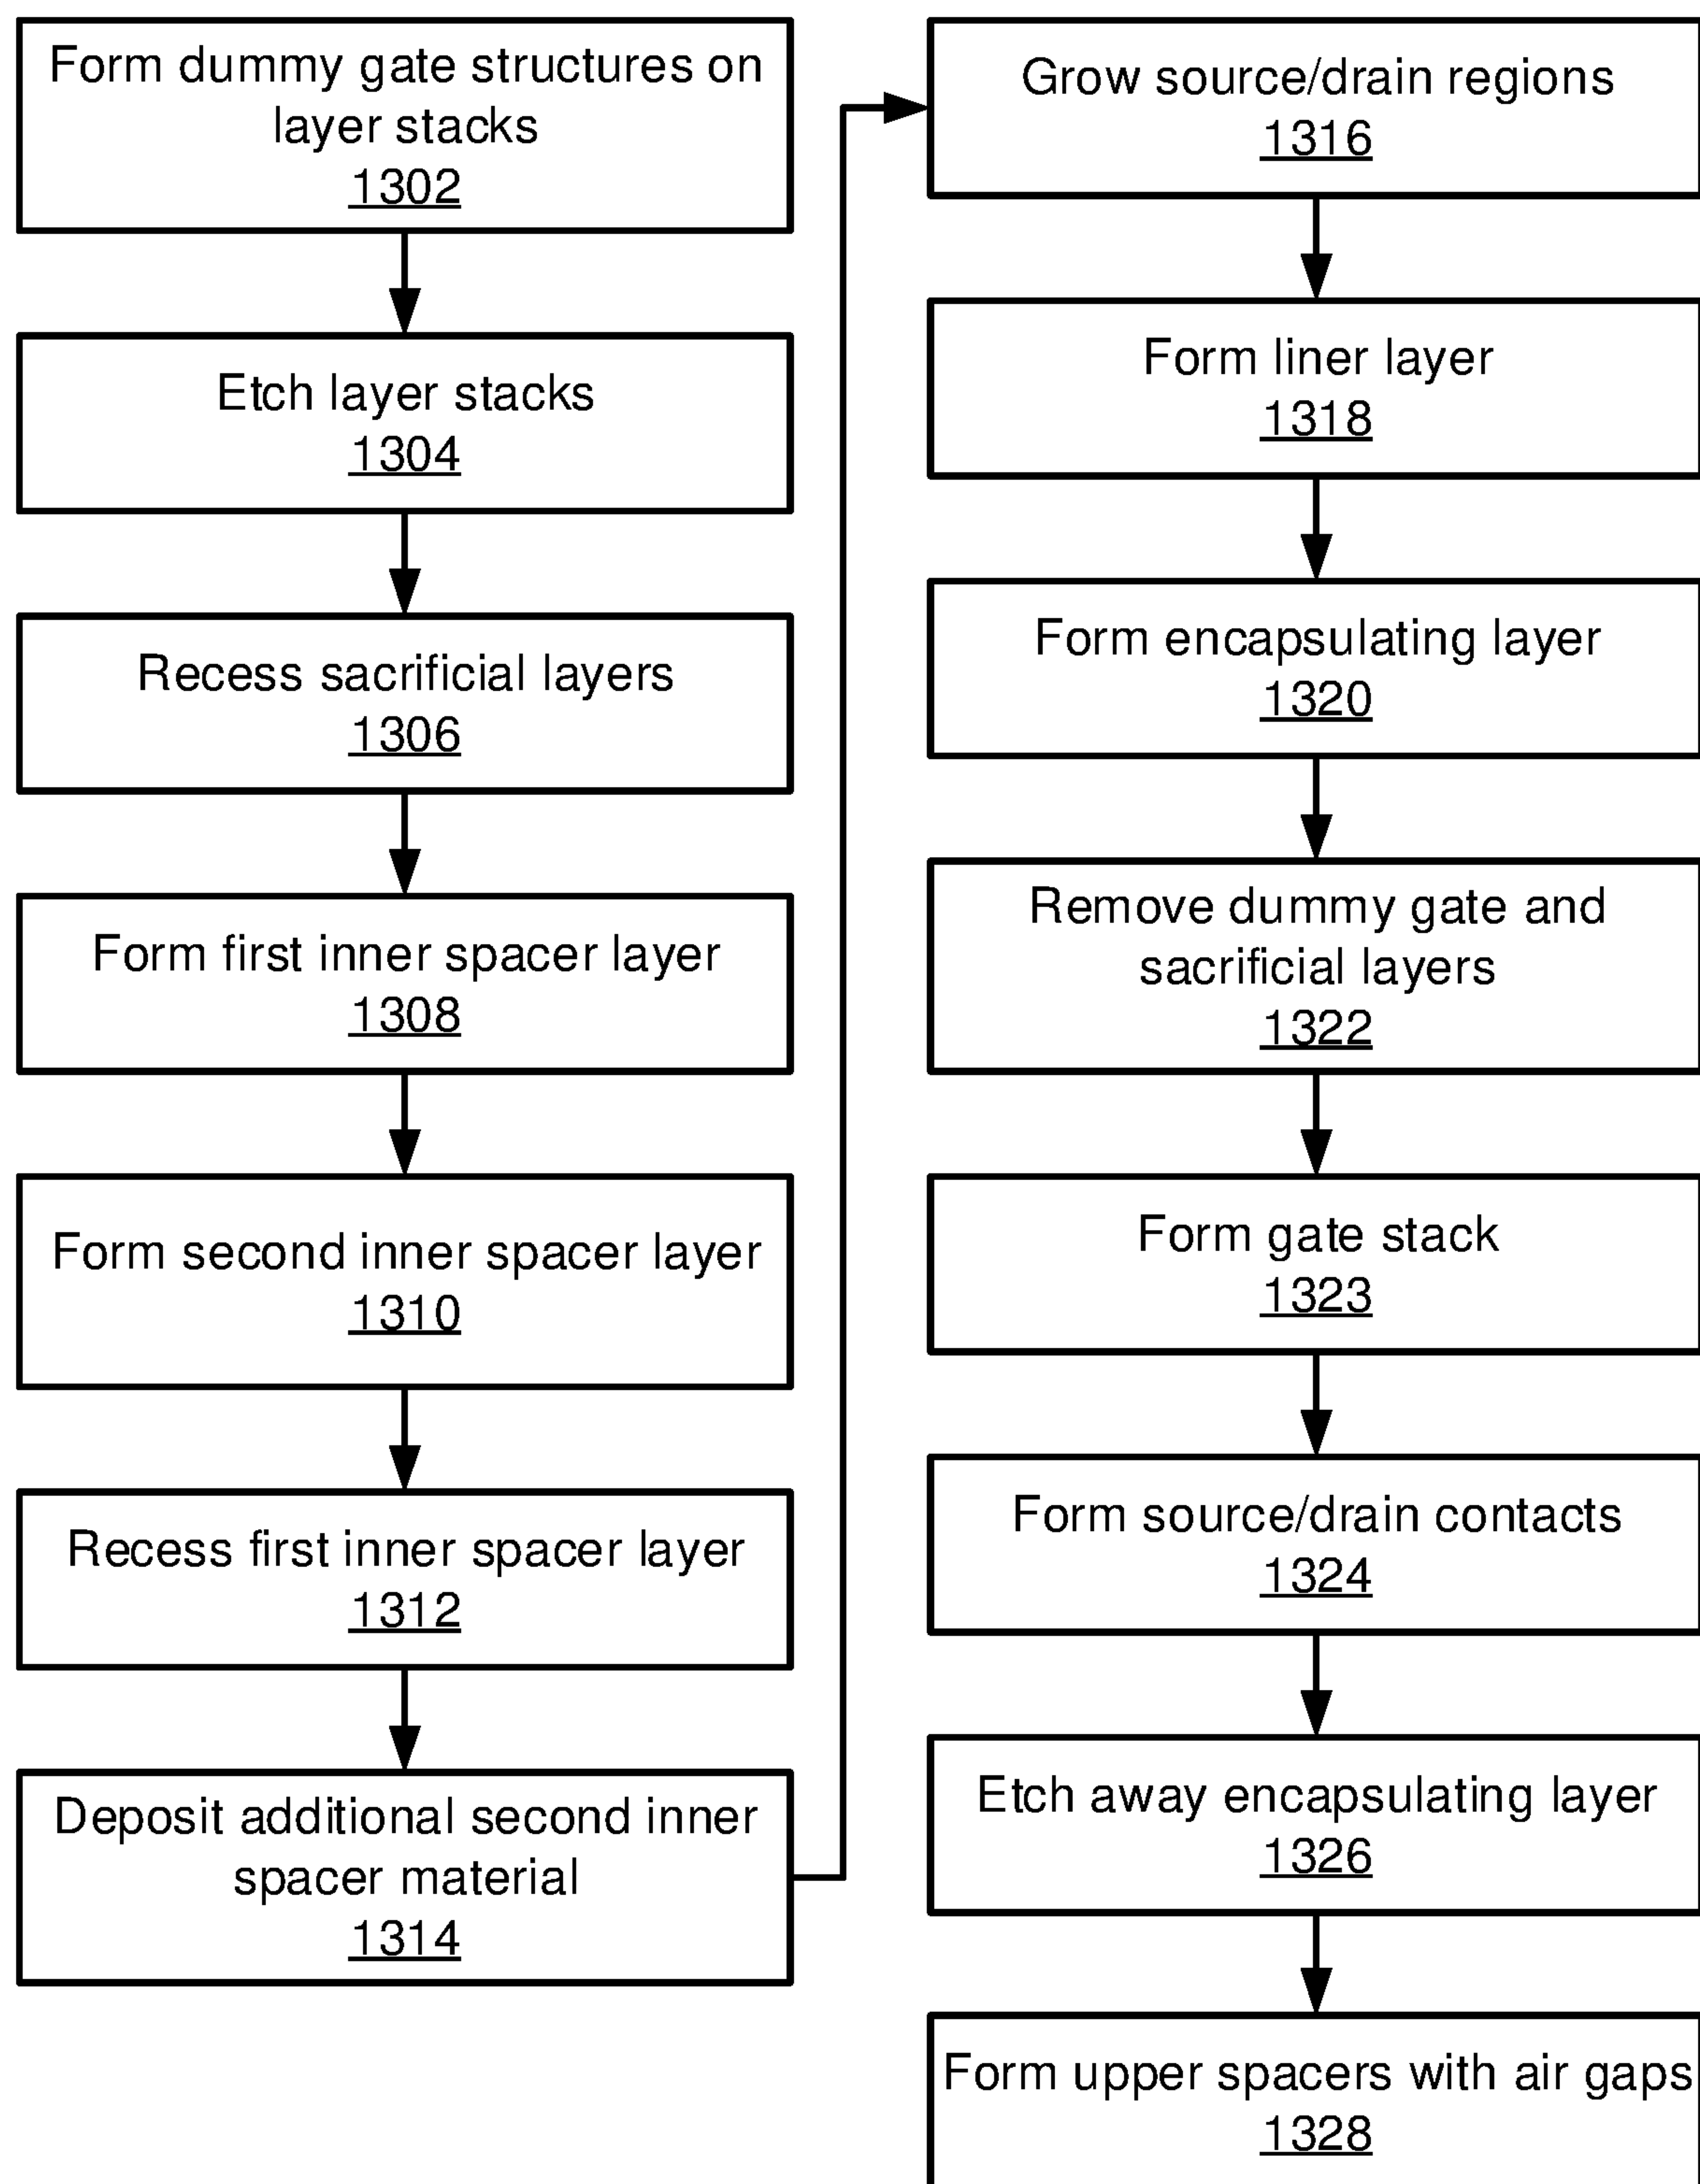 Form dummy gate structures on
layer stacks
1302
Etch layer stacks
1304
Recess sacrificial layers
1306
Form first inner spacer layer
1308
Form second inner spacer layer
1310
Recess first inner spacer layer
1312
Deposit additional second inner
spacer material
1314
Grow source/drain regions
1316
Form liner layer
1318
Form encapsulating layer
1320
Remove dummy gate and
sacrificial layers
1322
Form gate stack
1323
Form source/drain contacts
1324
Etch away encapsulating layer
1326
Form upper spacers with air gaps
1328